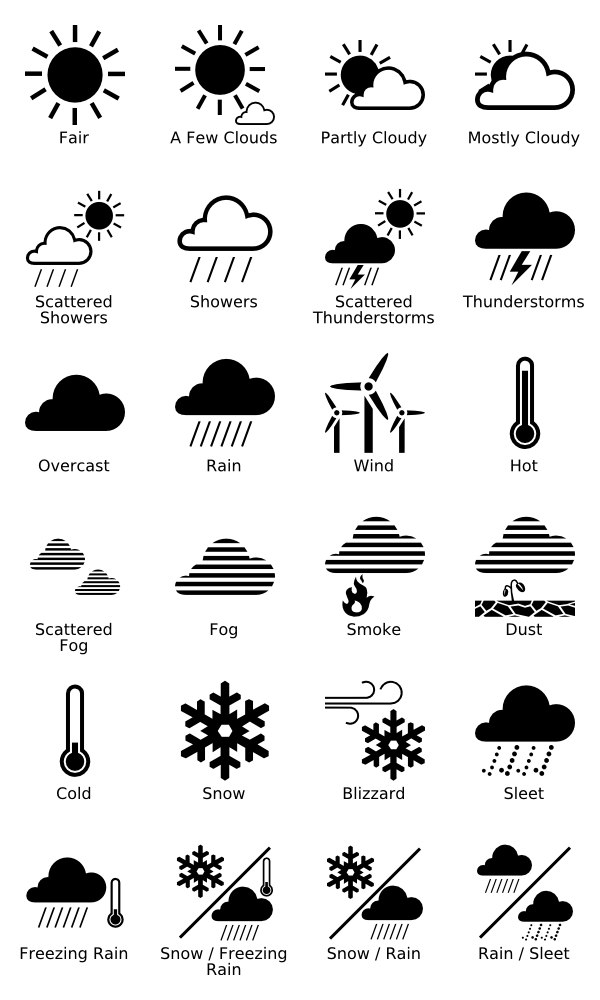 Fair
A Few Clouds
Partly Cloudy
Mostly Cloudy
Scattered
Showers
Showers
Scattered
Thunderstorms
Thunderstorms
Overcast
Rain
Wind
Hot
Scattered
Fog
Fog
Smoke
Dust
Cold
Snow
Blizzard
Sleet
Freezing Rain
Snow / Freezing
Rain
Snow / Rain
Rain / Sleet